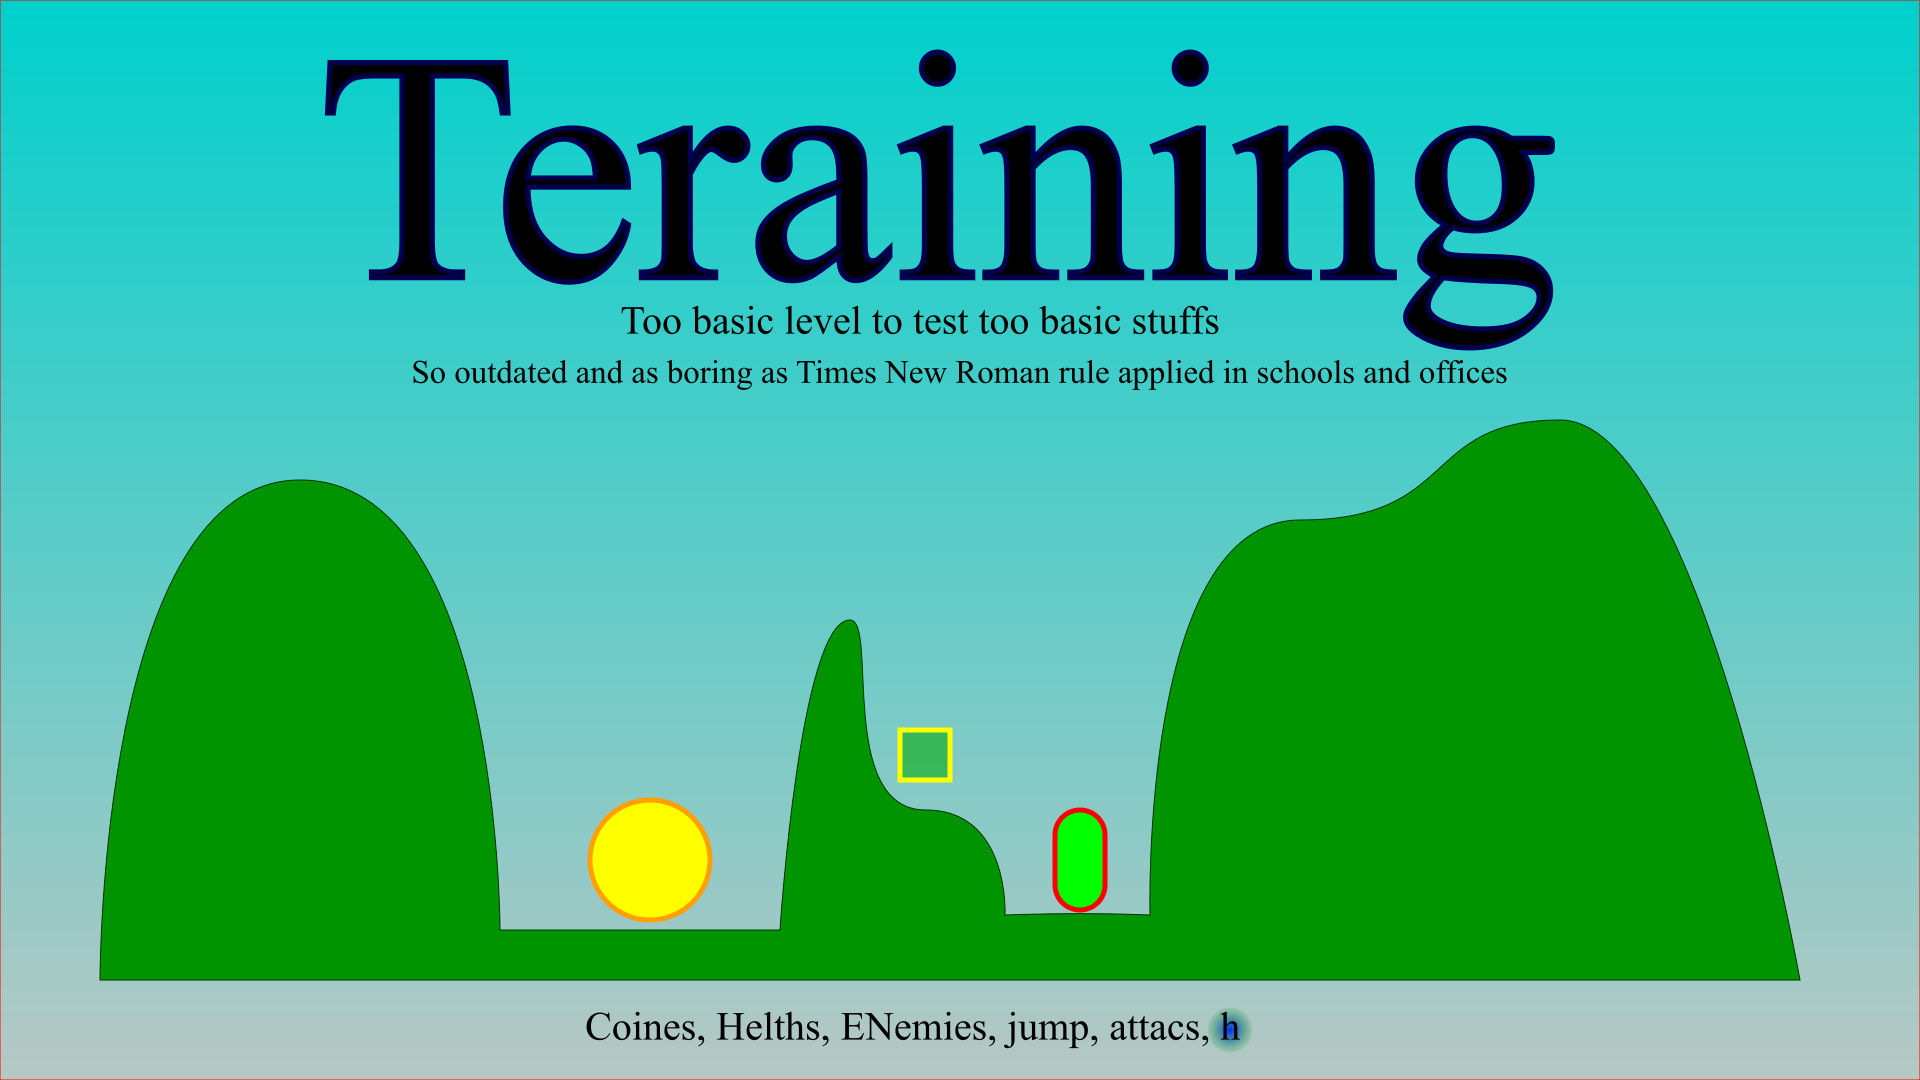 Teraining
Too basic level to test too basic stuffs
So outdated and as boring as Times New Roman rule applied in schools and offices
Coines, Helths, ENemies, jump, attacs, h